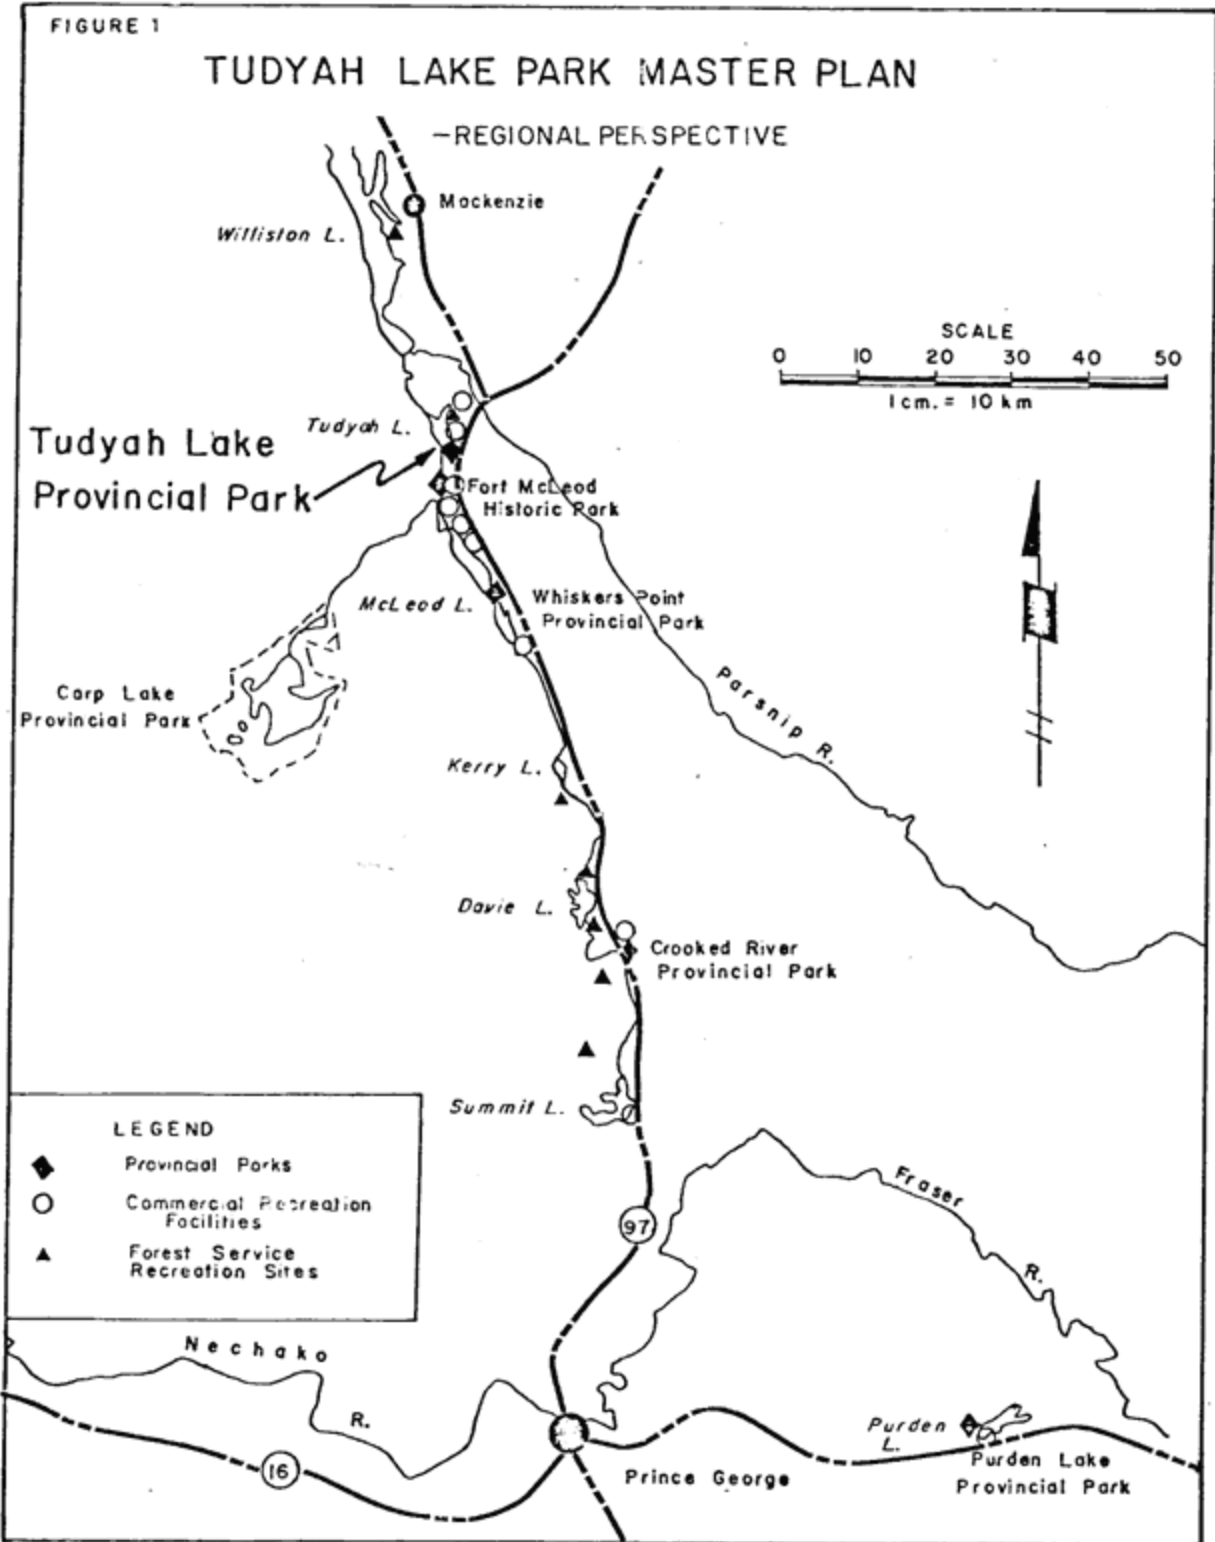 FIGURE 1
TUDYAH LAKE PARK MASTER PLAN
-REGIONAL PERSPECTIVE
Mackenzie
Williston L.
SCALE
0 10 20 30 40 50
1cm. = 10 km
Tudyah L.
Tudyah Lake
Provincial Park
Fort McLeod
Historic Park
McLeod L.
Whiskers Point
Provincial Park
Carp Lake
Provincial Park
Parsnip R.
Kerry L.
Davie L.
Crooked River
Provincial Park
Summit L.
LEGEND
Provincial Parks
Commercial Recreation
Facilities
Forest Service
Recreation Sites
97
Fraser R.
Nechako R.
16
Prince George
Purden
L.
Purden Lake
Provincial Park